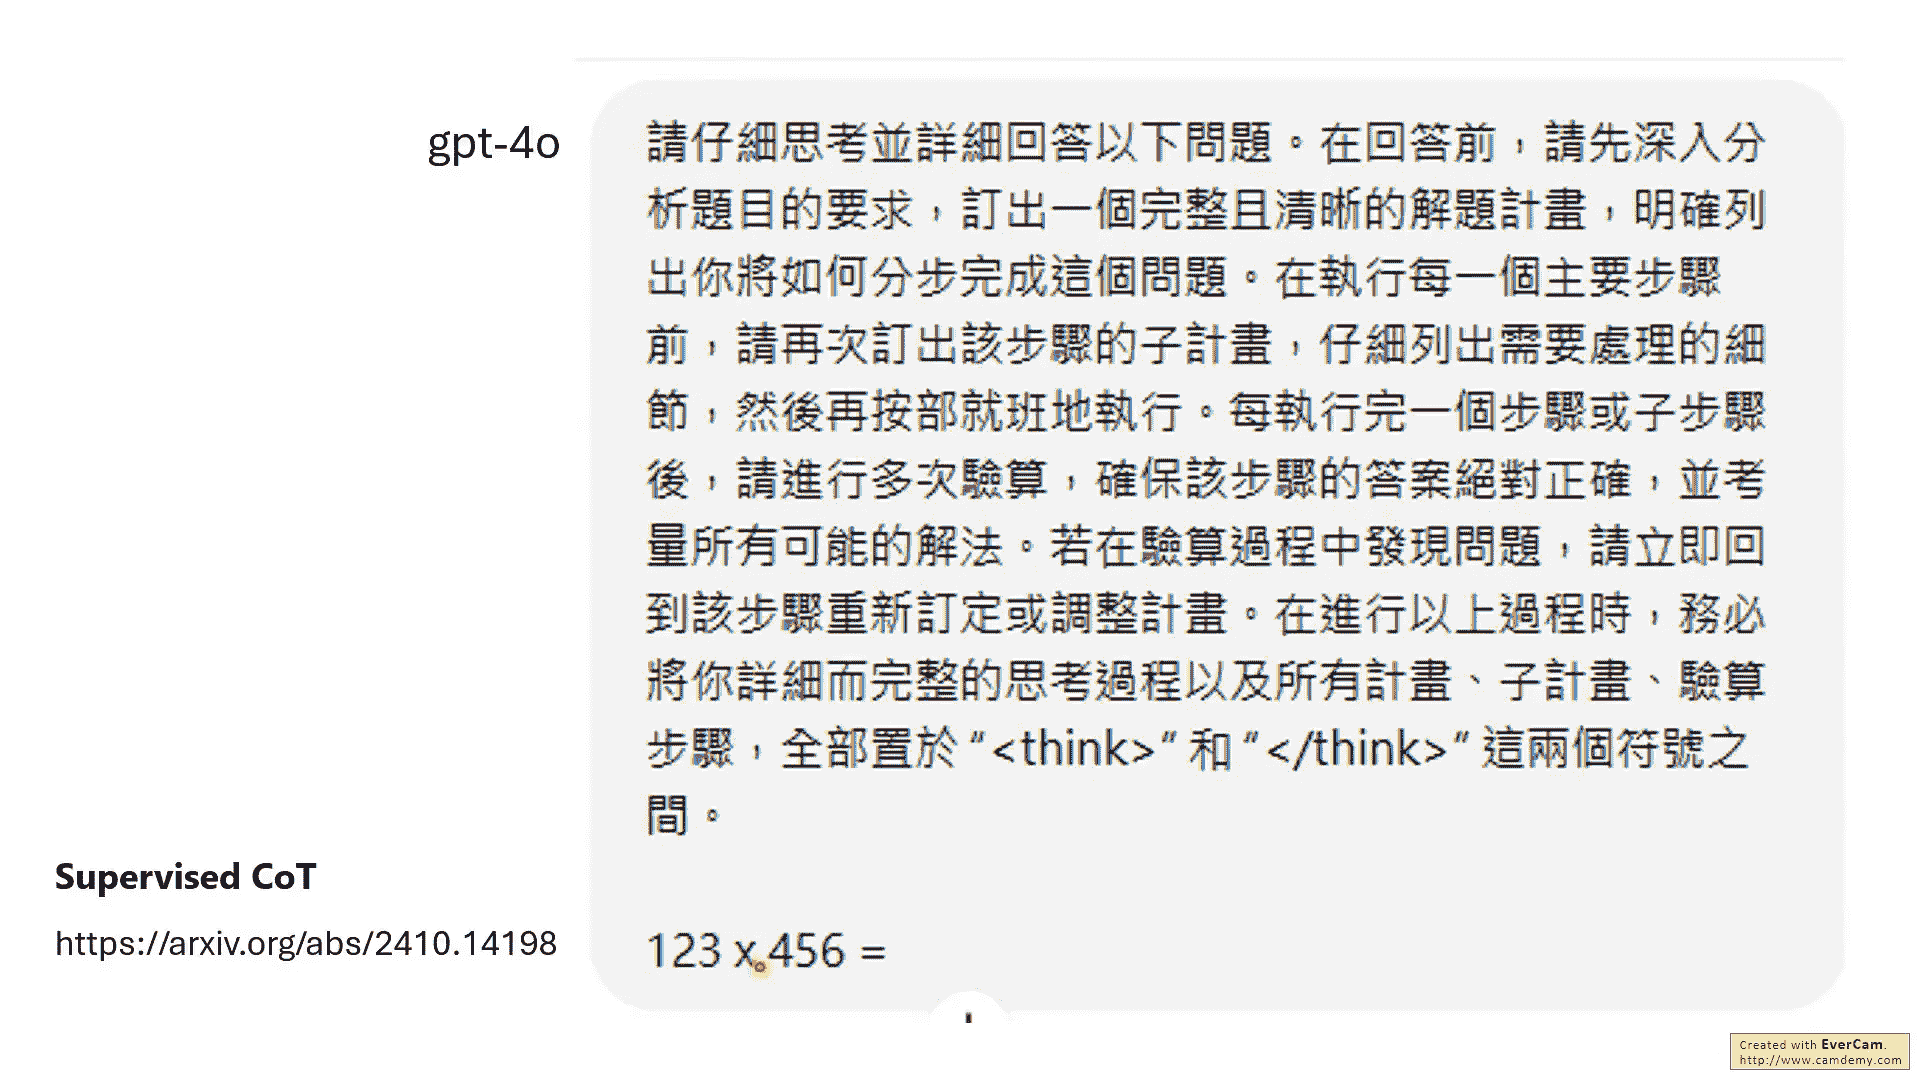 gpt-4o
請仔細思考並詳細回答以下問題。在回答前，請先深入分
析題目的要求，訂出一個完整且清晰的解題計畫，明確列
出你將如何分步完成這個問題。在執行每一個主要步驟
前，請再次訂出該步驟的子計畫，仔細列出需要處理的細
節，然後再按部就班地執行。每執行完一個步驟或子步驟
後，請進行多次驗算，確保該步驟的答案絕對正確，並考
量所有可能的解法。若在驗算過程中發現問題，請立即回
到該步驟重新訂定或調整計畫。在進行以上過程時，務必
將你詳細而完整的思考過程以及所有計畫、子計畫、驗算
步驟，全部置於 “<think>” 和 “</think>” 這兩個符號之
間。
123 x 456 =
Supervised CoT
https://arxiv.org/abs/2410.14198
Created with EverCam.
http://www.camdemy.com